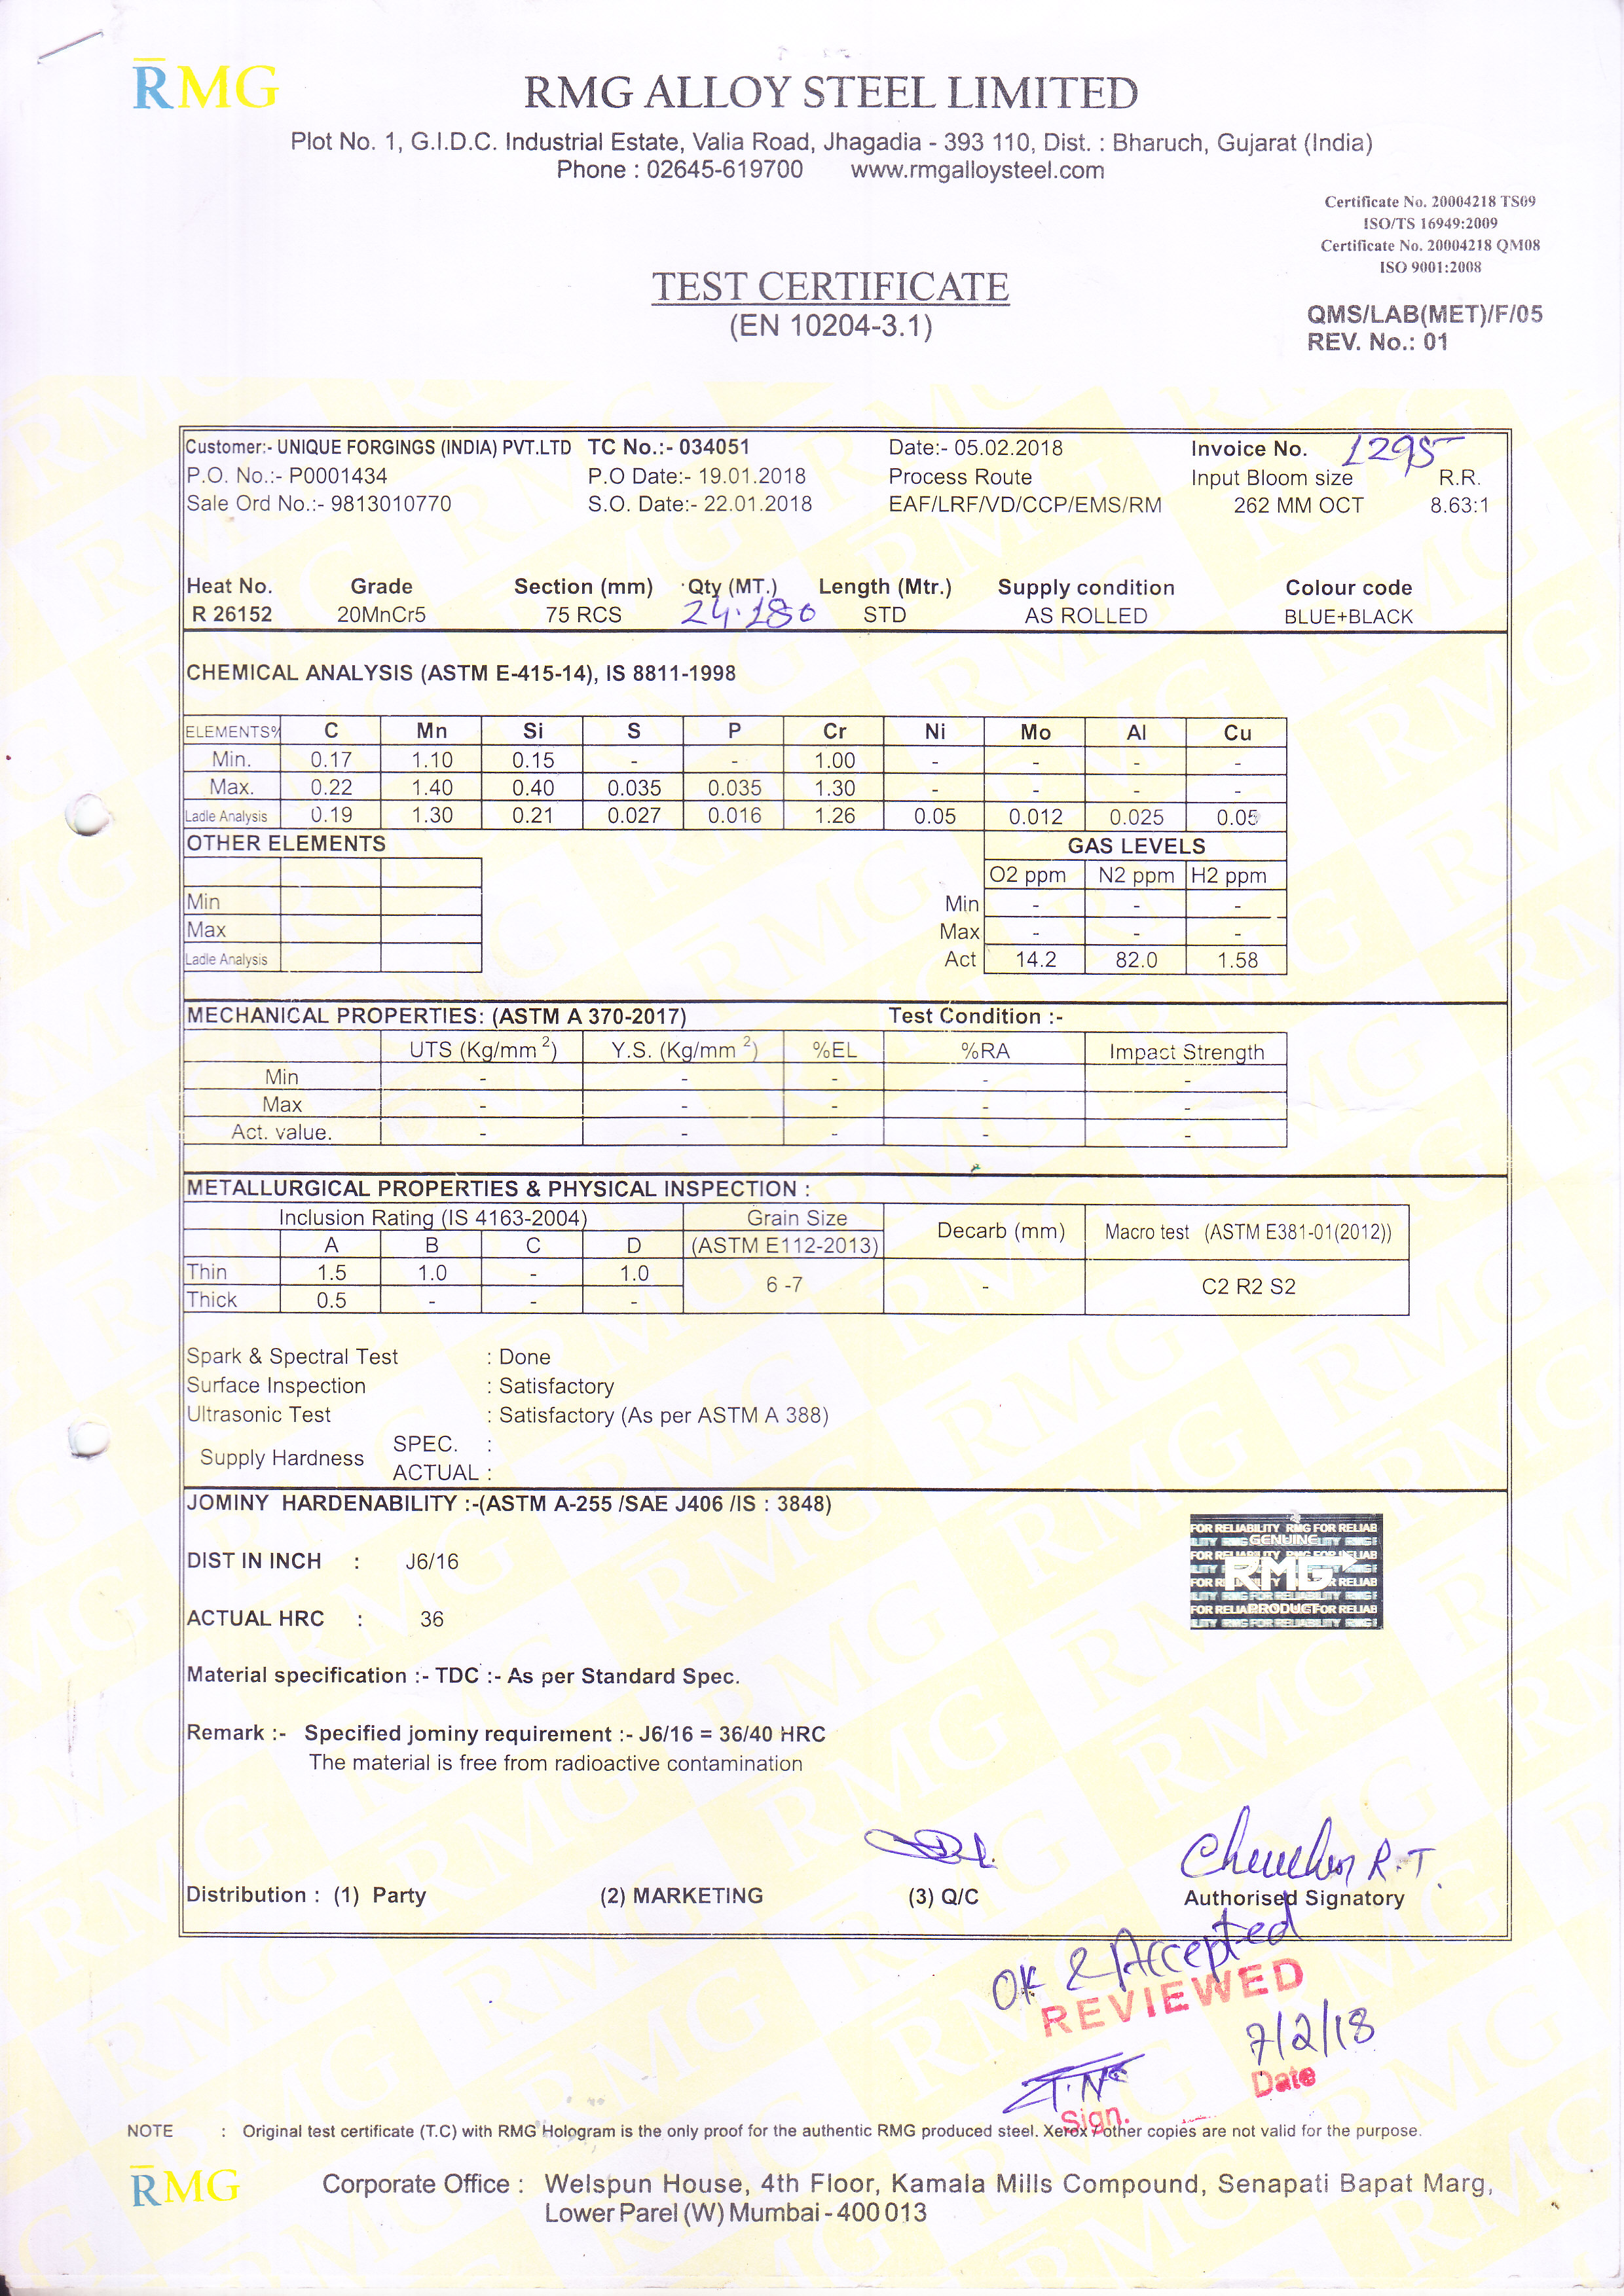 RMG
RMG ALLOY STEEL LIMITED
Plot No. 1, G.I.D.C. Industrial Estate, Valia Road, Jhagadia - 393 110, Dist. : Bharuch, Gujarat (India)
Phone : 02645-619700 www.rmgalloysteel.com
Certificate No. 20004218 TS09
ISO/TS 16949:2009
Certificate No. 20004218 QM08
ISO 9001:2008
TEST CERTIFICATE
(EN 10204-3.1)
QMS/LAB(MET)/F/05
REV. No.: 01
Customer:- UNIQUE FORGINGS (INDIA) PVT.LTD TC No.:- 034051 Date:- 05.02.2018 Invoice No. 1295
P.O. No.:- P0001434 P.O Date:- 19.01.2018 Process Route Input Bloom size R.R.
Sale Ord No.:- 9813010770 S.O. Date:- 22.01.2018 EAF/LRF/VD/CCP/EMS/RM 262 MM OCT 8.63:1
Heat No. Grade Section (mm) Qty (MT.) Length (Mtr.) Supply condition Colour code
R 26152 20MnCr5 75 RCS 24.180 STD AS ROLLED BLUE+BLACK
CHEMICAL ANALYSIS (ASTM E-415-14), IS 8811-1998
ELEMENTS% C Mn Si S P Cr Ni Mo Al Cu
Min. 0.17 1.10 0.15 - - 1.00 - - - -
Max. 0.22 1.40 0.40 0.035 0.035 1.30 - - - -
Ladle Analysis 0.19 1.30 0.21 0.027 0.016 1.26 0.05 0.012 0.025 0.05
OTHER ELEMENTS GAS LEVELS
O2 ppm N2 ppm H2 ppm
Min Min - - -
Max Max - - -
Ladle Analysis Act 14.2 82.0 1.58
MECHANICAL PROPERTIES: (ASTM A 370-2017) Test Condition :-
UTS (Kg/mm 2) Y.S. (Kg/mm 2) %EL %RA Impact Strength
Min - - - - -
Max - - - - -
Act. value. - - - - -
METALLURGICAL PROPERTIES & PHYSICAL INSPECTION :
Inclusion Rating (IS 4163-2004) Grain Size Decarb (mm) Macro test (ASTM E381-01(2012))
A B C D (ASTM E112-2013)
Thin 1.5 1.0 - 1.0 6 -7 - C2 R2 S2
Thick 0.5 - - -
Spark & Spectral Test : Done
Surface Inspection : Satisfactory
Ultrasonic Test : Satisfactory (As per ASTM A 388)
Supply Hardness SPEC. :
ACTUAL :
JOMINY HARDENABILITY :-(ASTM A-255 /SAE J406 /IS : 3848)
DIST IN INCH : J6/16
GENUINE
RMG
PRODUCT
ACTUAL HRC : 36
Material specification :- TDC :- As per Standard Spec.
Remark :- Specified jominy requirement :- J6/16 = 36/40 HRC
The material is free from radioactive contamination
Distribution : (1) Party (2) MARKETING (3) Q/C Authorised Signatory
OK & Accepted
REVIEWED
7/2/18
Date
Sign.
NOTE : Original test certificate (T.C) with RMG Hologram is the only proof for the authentic RMG produced steel. Xerox / other copies are not valid for the purpose.
RMG
Corporate Office : Welspun House, 4th Floor, Kamala Mills Compound, Senapati Bapat Marg,
Lower Parel (W) Mumbai - 400 013